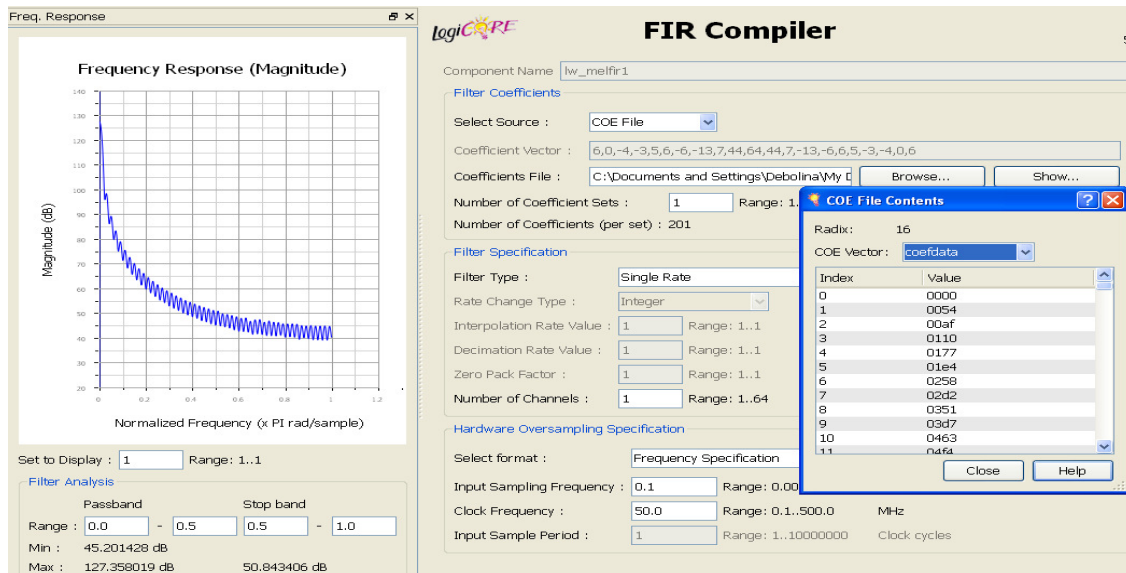 Freq. Response
Frequency Response (Magnitude)
Magnitude (dB)
140
130
120
110
100
90
80
70
60
50
40
30
20
0
0.2
0.4
0.6
0.8
1
1.2
Normalized Frequency (x PI rad/sample)
Set to Display : 1 Range: 1..1
Filter Analysis
Passband Stop band
Range : 0.0 - 0.5 0.5 - 1.0
Min : 45.201428 dB
Max : 127.358019 dB 50.843406 dB
LogiCORE
FIR Compiler
Component Name lw_melfir1
Filter Coefficients
Select Source : COE File
Coefficient Vector : 6,0,-4,-3,5,6,-6,-13,7,44,64,44,7,-13,-6,6,5,-3,-4,0,6
Coefficients File : C:\Documents and Settings\Debolina\My D Browse... Show...
Number of Coefficient Sets : 1 Range: 1..
Number of Coefficients (per set) : 201
Filter Specification
Filter Type : Single Rate
Rate Change Type : Integer
Interpolation Rate Value : 1 Range: 1..1
Decimation Rate Value : 1 Range: 1..1
Zero Pack Factor : 1 Range: 1..1
Number of Channels : 1 Range: 1..64
Hardware Oversampling Specification
Select format : Frequency Specification
Input Sampling Frequency : 0.1 Range: 0.00
Clock Frequency : 50.0 Range: 0.1..500.0 MHz
Input Sample Period : 1 Range: 1..10000000 Clock cycles
COE File Contents
Radix: 16
COE Vector: coefdata
Index Value
0 0000
1 0054
2 00af
3 0110
4 0177
5 01e4
6 0258
7 02d2
8 0351
9 03d7
10 0463
11 04f4
Close Help